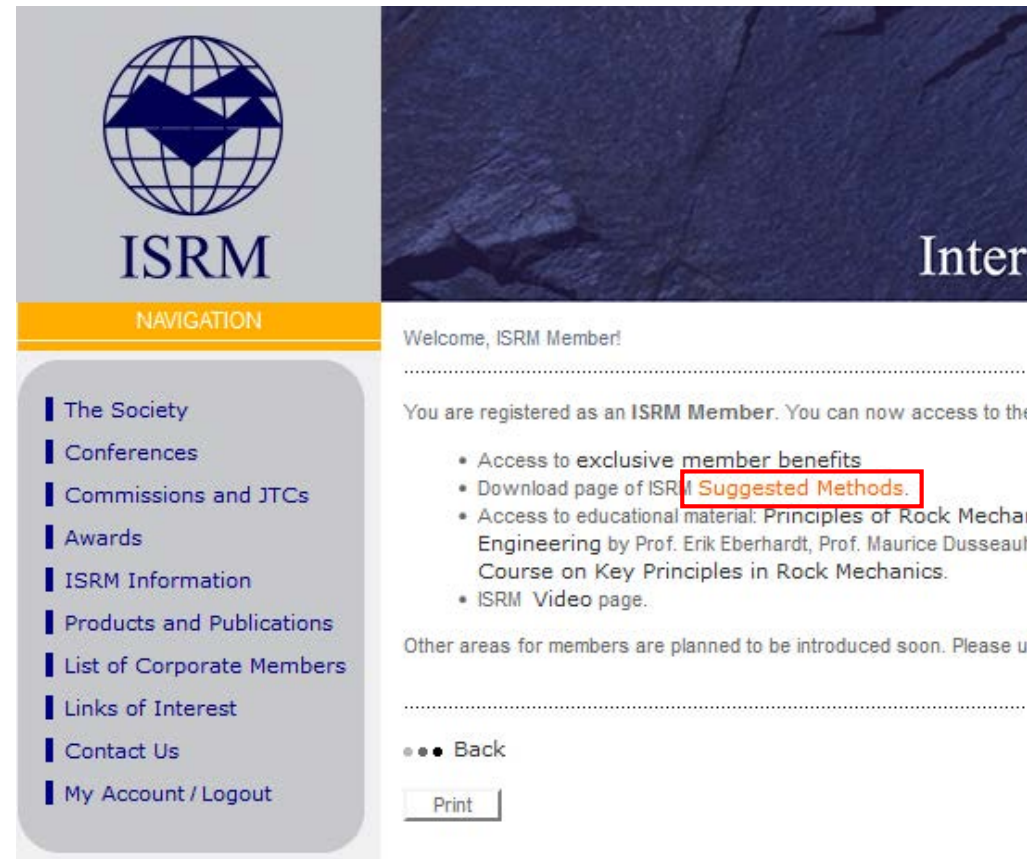 ISRM
Inter
NAVIGATION
The Society
Conferences
Commissions and JTCs
Awards
ISRM Information
Products and Publications
List of Corporate Members
Links of Interest
Contact Us
My Account / Logout
Welcome, ISRM Member!
You are registered as an ISRM Member. You can now access to the
• Access to exclusive member benefits
• Download page of ISRM Suggested Methods.
• Access to educational material: Principles of Rock Mechan
Engineering by Prof. Erik Eberhardt, Prof. Maurice Dusseaul
Course on Key Principles in Rock Mechanics.
• ISRM Video page.
Other areas for members are planned to be introduced soon. Please u
Back
Print